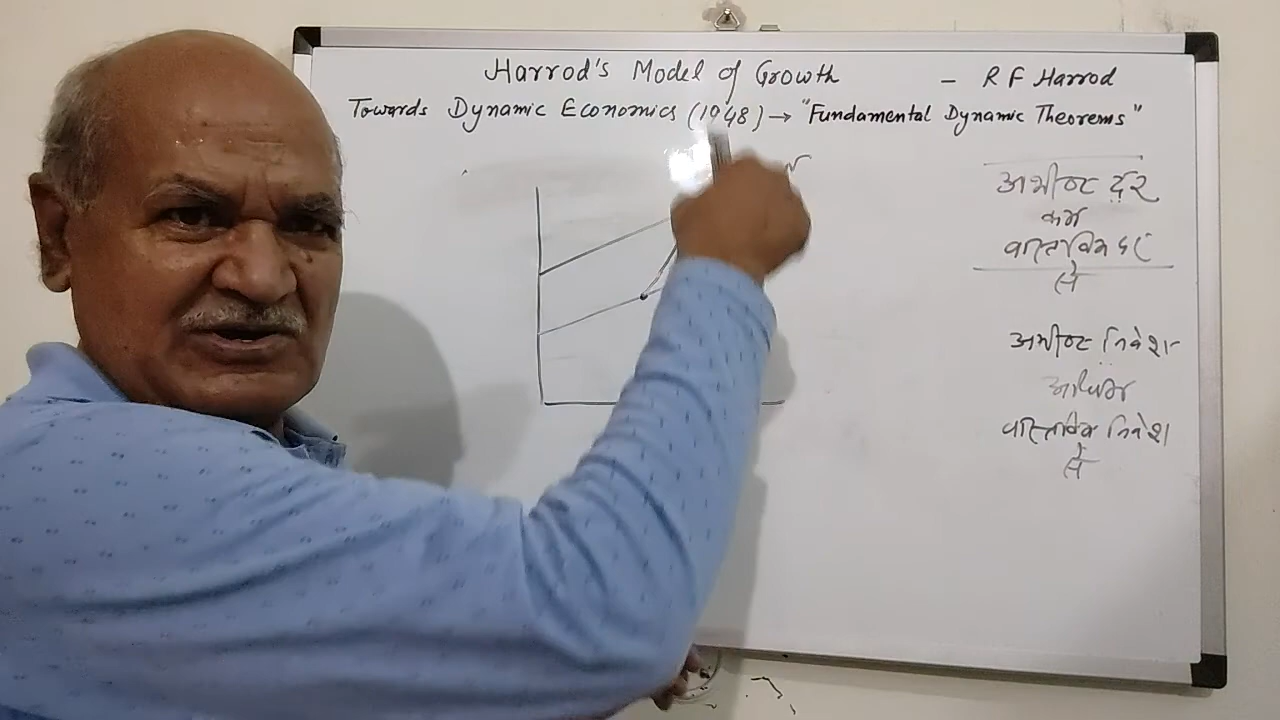 Harrod's Model of Growth - R F Harrod
Towards Dynamic Economics (1948) → "Fundamental Dynamic Theorems"
अभीष्ट दर
कम
वास्तविक दर
से
अभीष्ट निवेश
अधिक
वास्तविक निवेश
से